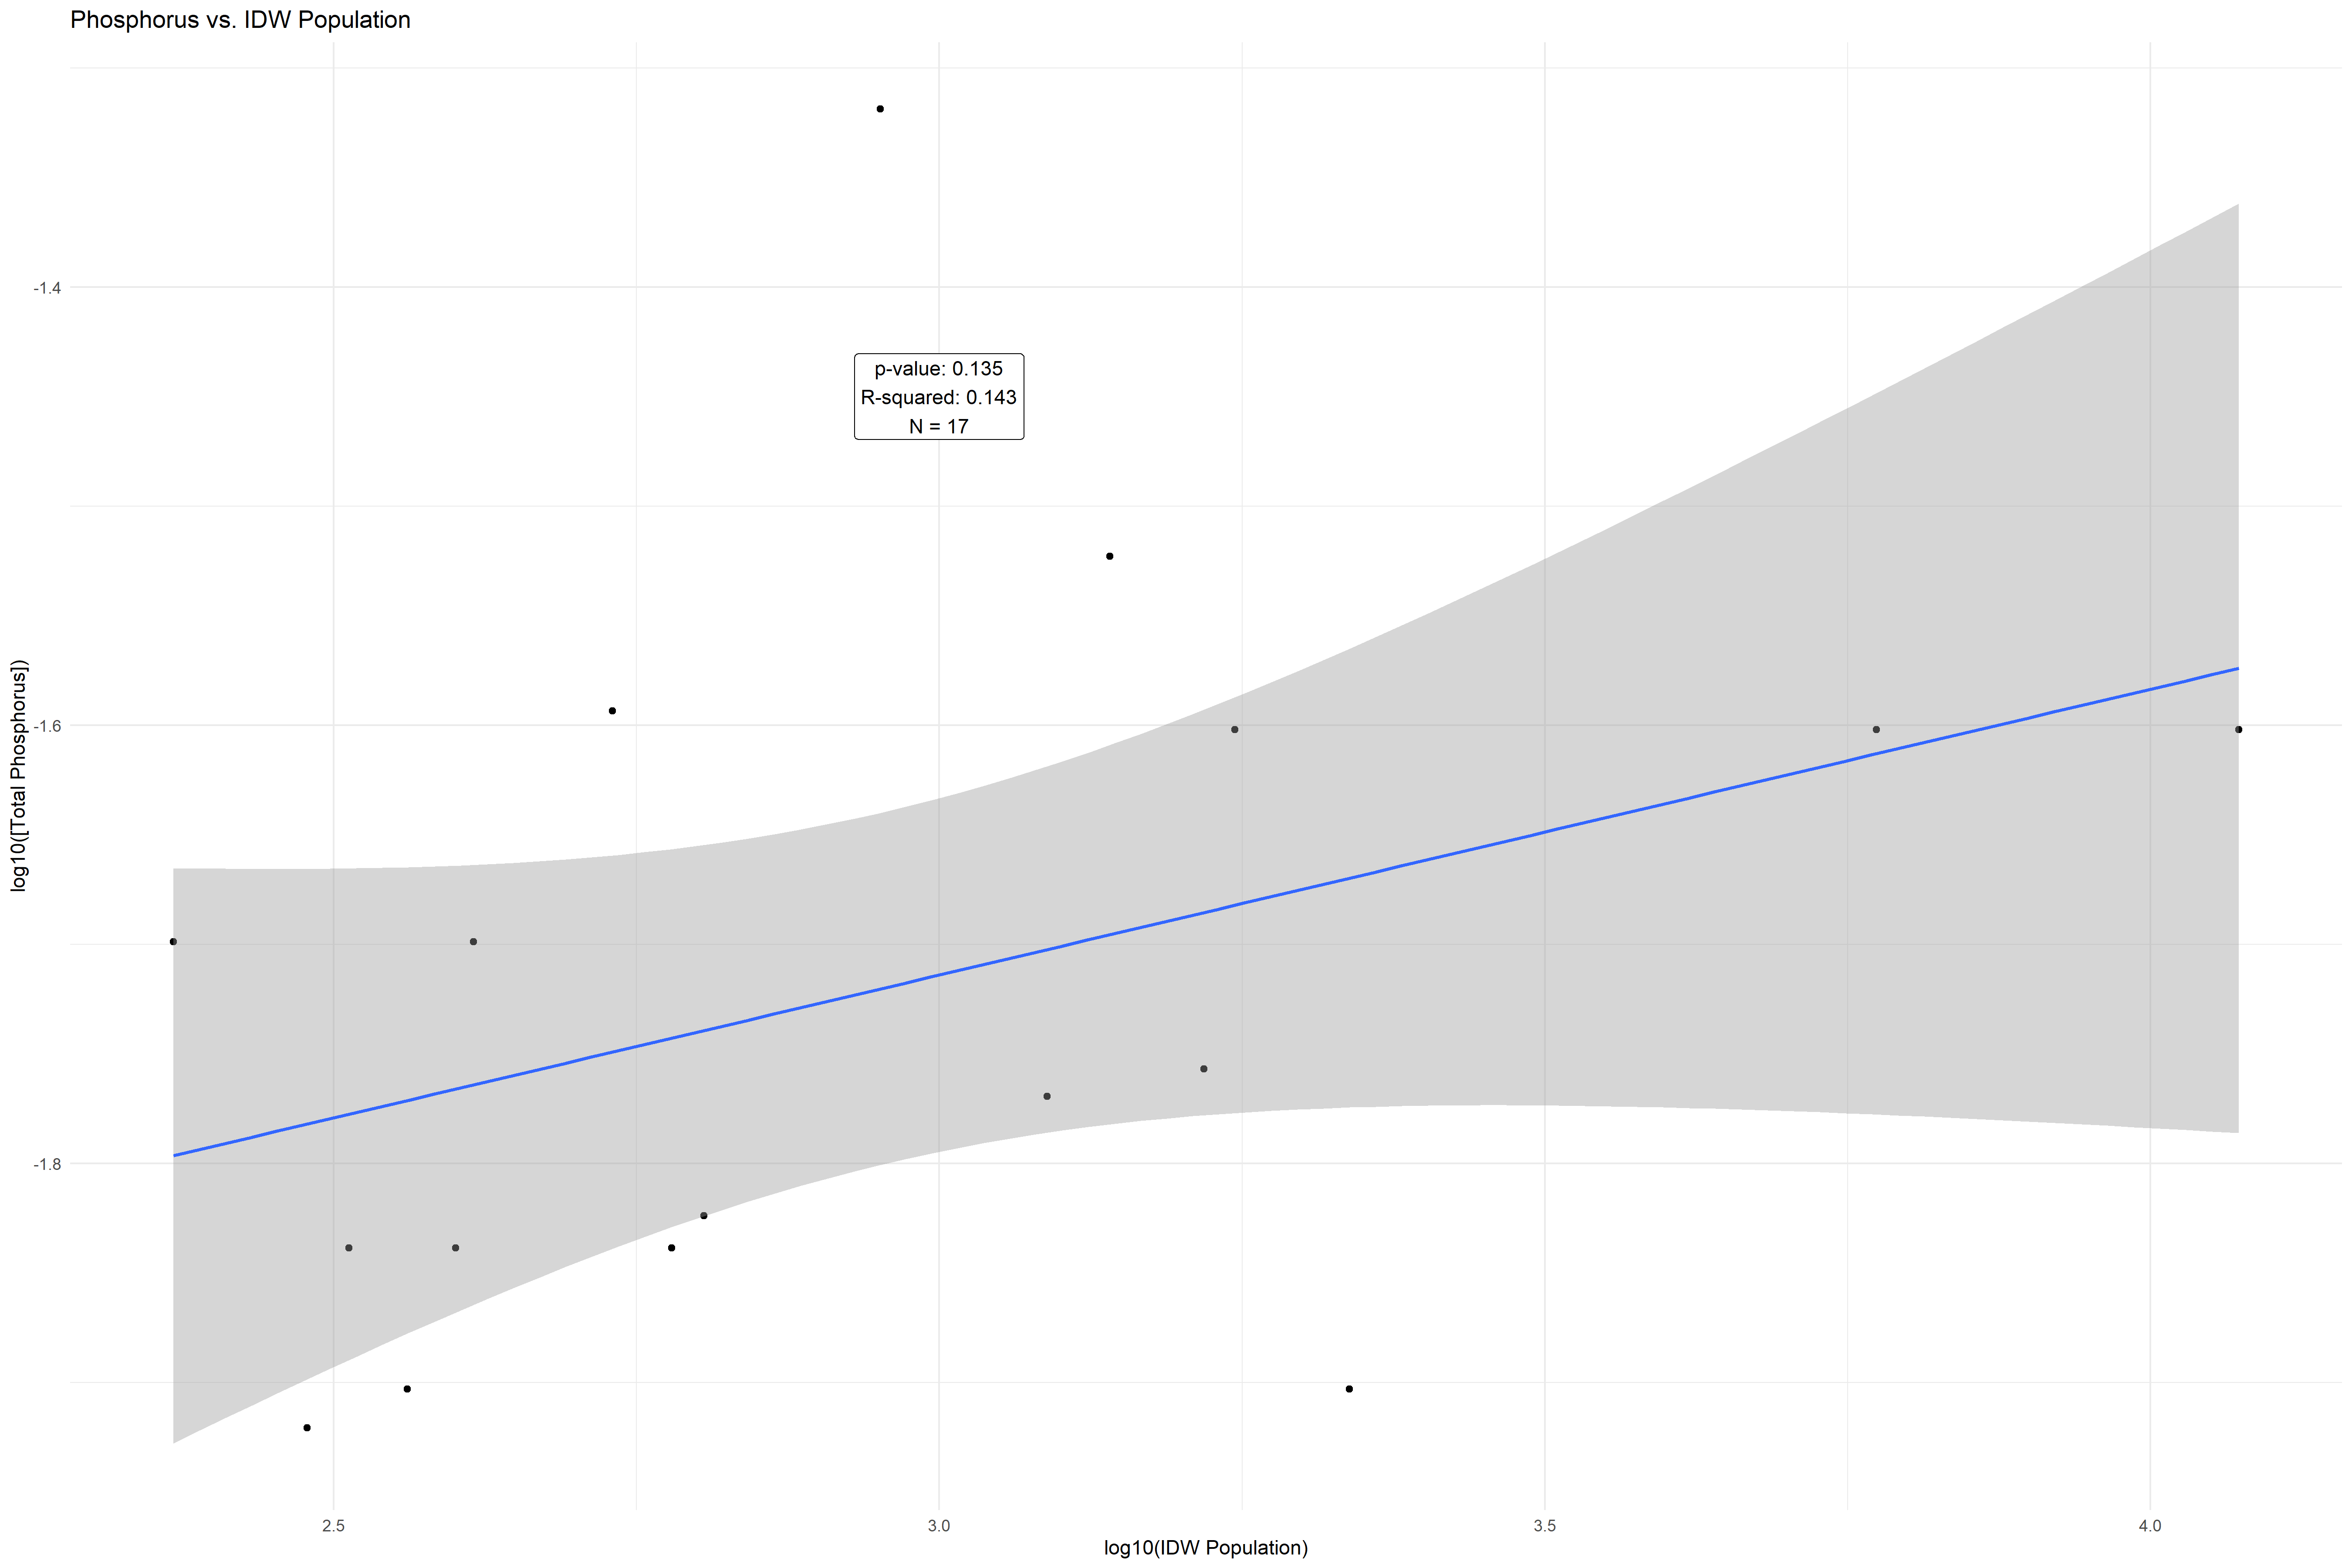 Phosphorus vs. IDW Population
log10([Total Phosphorus])
-1.4
-1.6
-1.8
p-value: 0.135
R-squared: 0.143
N = 17
2.5
3.0
3.5
4.0
log10(IDW Population)